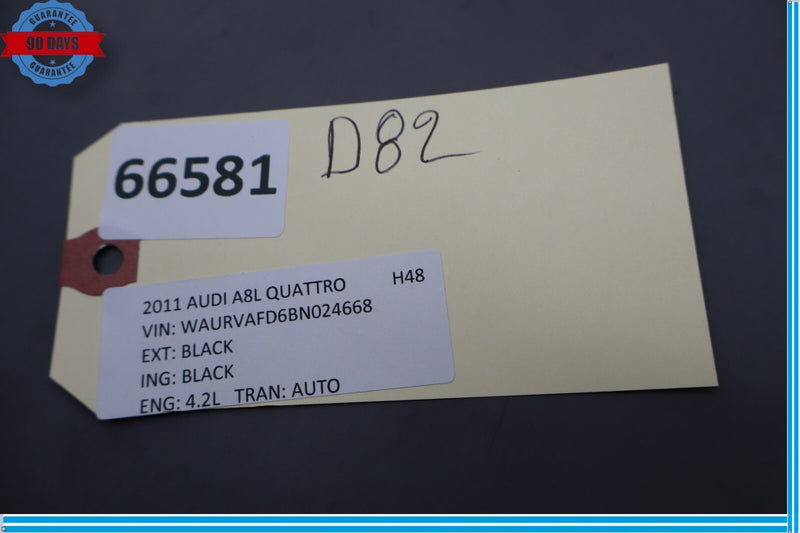 GUARANTEE
90 DAYS
GUARANTEE
D82
66581
2011 AUDI A8L QUATTRO H48
VIN: WAURVAFD6BN024668
EXT: BLACK
ING: BLACK
ENG: 4.2L TRAN: AUTO